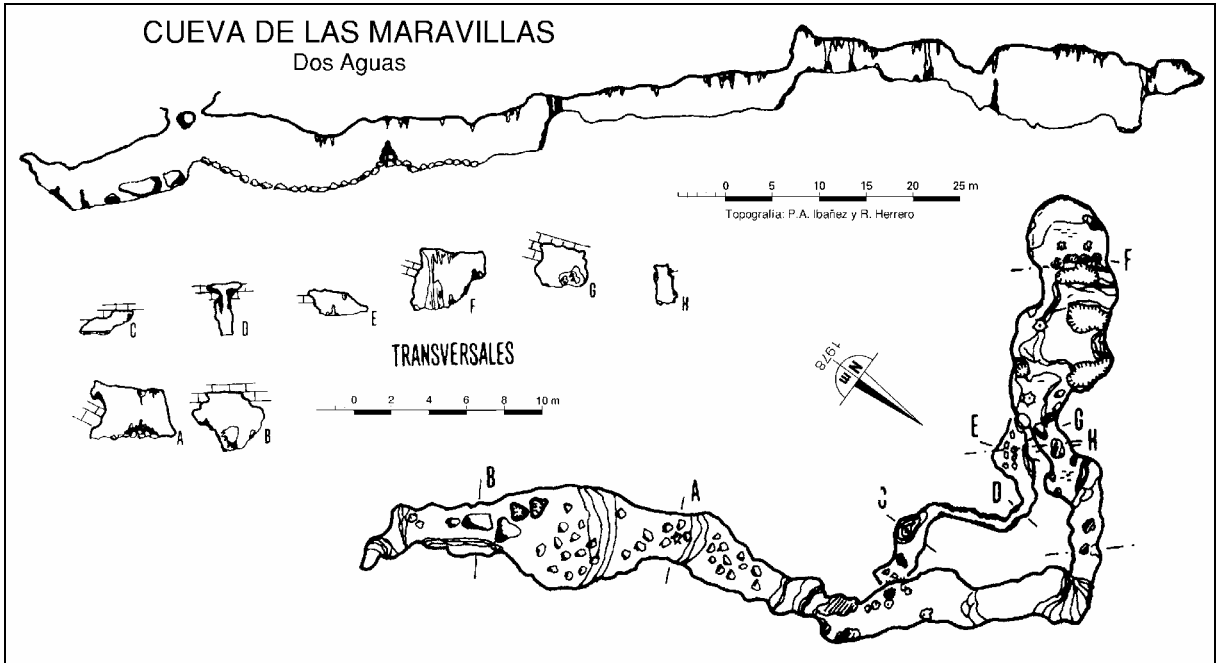 CUEVA DE LAS MARAVILLAS
Dos Aguas
0 5 10 15 20 25 m
Topografía: P.A. Ibañez y R. Herrero
C D E F G H
TRANSVERSALES
0 2 4 6 8 10 m
A B
N m
1978
F
E G
H
B A C D